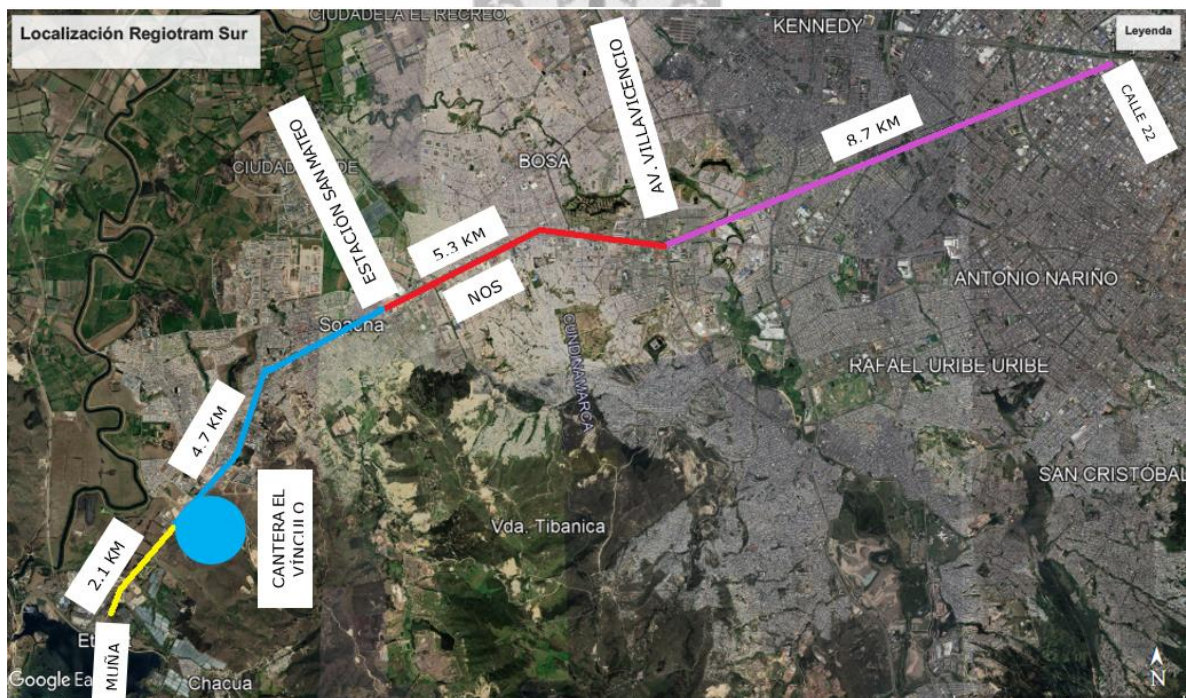 CIUDADELA EL RECREO
Localización Regiotram Sur
KENNEDY
Leyenda
AV. VILLAVICENCIO
CALLE 22
8.7 KM
ESTACIÓN SAN MATEO
BOSA
5.3 KM
NOS
ANTONIO NARIÑO
Soacha
CUNDINAMARCA
RAFAEL URIBE URIBE
4.7 KM
SAN CRISTÓBAL
CANTERA EL
VÍNCULO
Vda. Tibanica
2.1 KM
MUÑA
Chacua
Google Ea
N